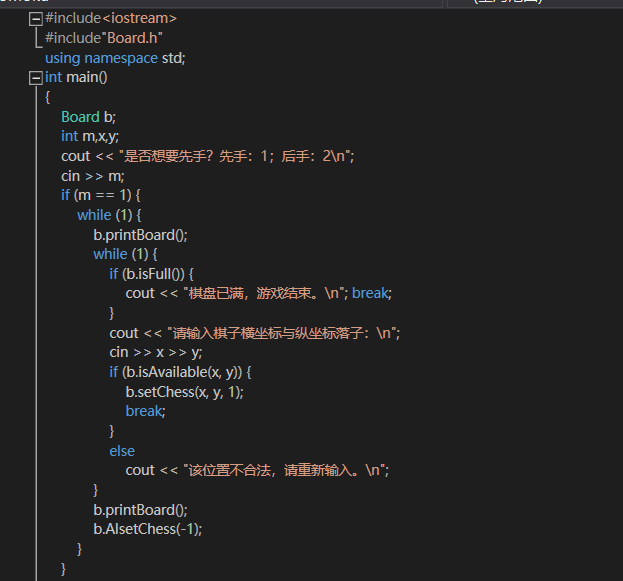 #include<iostream>
#include"Board.h"
using namespace std;
int main()
{
Board b;
int m,x,y;
cout << "是否想要先手？先手：1；后手：2\n";
cin >> m;
if (m == 1) {
while (1) {
b.printBoard();
while (1) {
if (b.isFull()) {
cout << "棋盘已满，游戏结束。\n"; break;
}
cout << "请输入棋子横坐标与纵坐标落子：\n";
cin >> x >> y;
if (b.isAvailable(x, y)) {
b.setChess(x, y, 1);
break;
}
else
cout << "该位置不合法，请重新输入。\n";
}
b.printBoard();
b.AIsetChess(-1);
}
}